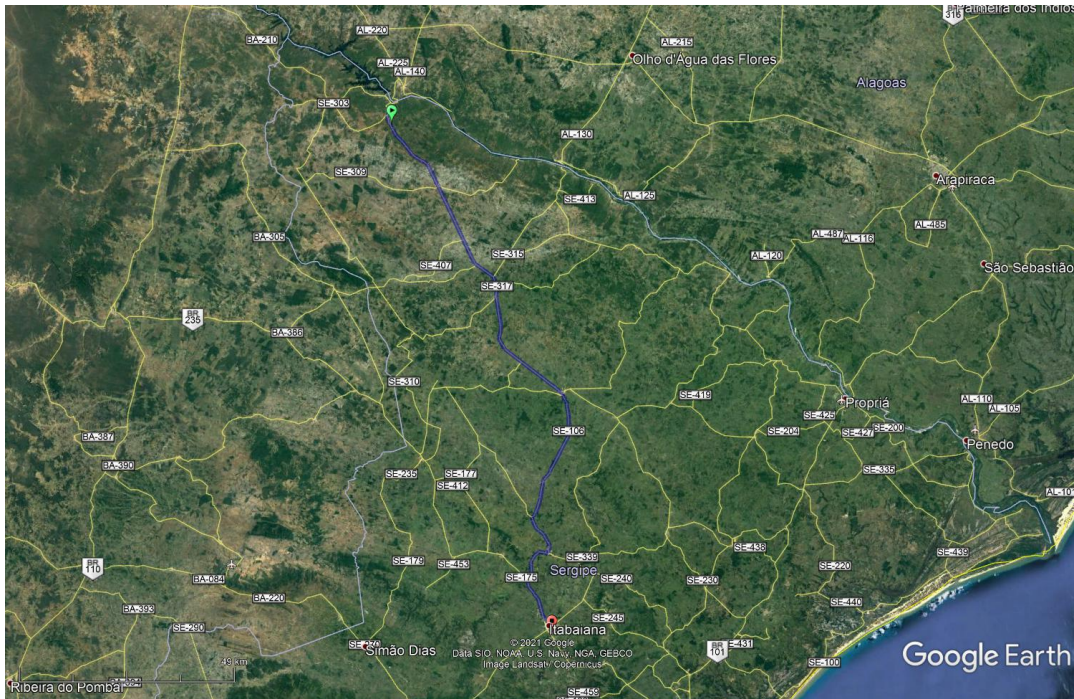 Palmeira dos Índios
316
AL-220
AL-215
BA-210
Olho d'Água das Flores
AL-225
AL-140
Alagoas
SE-303
AL-130
SE-309
Arapiraca
AL-125
SE-413
AL-485
AL-487
AL-116
BA-305
SE-315
AL-120
SE-407
São Sebastião
SE-317
BR
235
BA-386
SE-310
SE-419
AL-110
Propriá
AL-105
SE-425
SE-200
SE-106
SE-204
SE-427
BA-387
Penedo
BA-390
SE-335
SE-235
SE-177
SE-412
SE-438
SE-439
SE-339
SE-179
SE-453
BR
110
SE-220
Sergipe
SE-175
SE-240
SE-230
BA-084
BA-220
SE-440
BA-393
SE-245
SE-290
Itabaiana
© 2021 Google
SE-270
Simão Dias
BR
101
Data SIO, NOAA, U.S. Navy, NGA, GEBCO
Image Landsat / Copernicus
49 km
SE-100
Google Earth
Ribeira do Pombal
SE-459